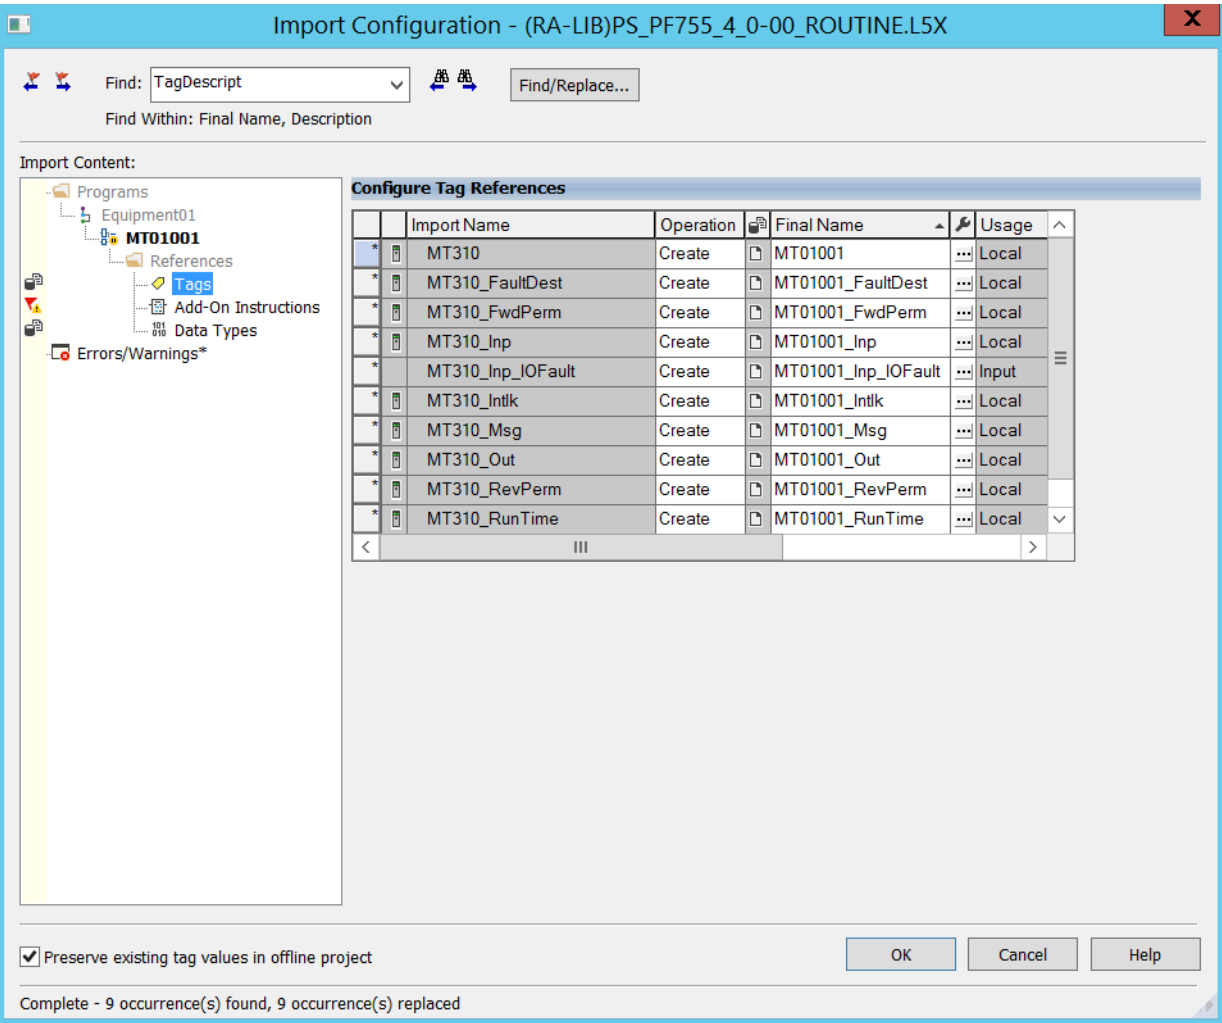 Import Configuration - (RA-LIB)PS_PF755_4_0-00_ROUTINE.L5X
X
Find: TagDescript
Find/Replace...
Find Within: Final Name, Description
Import Content:
Programs
Equipment01
MT01001
References
Tags
Add-On Instructions
Data Types
Errors/Warnings*
Configure Tag References
Import Name Operation Final Name Usage
* MT310 Create MT01001 ... Local
* MT310_FaultDest Create MT01001_FaultDest ... Local
* MT310_FwdPerm Create MT01001_FwdPerm ... Local
* MT310_Inp Create MT01001_Inp ... Local
* MT310_Inp_IOFault Create MT01001_Inp_IOFault ... Input
* MT310_Intlk Create MT01001_Intlk ... Local
* MT310_Msg Create MT01001_Msg ... Local
* MT310_Out Create MT01001_Out ... Local
* MT310_RevPerm Create MT01001_RevPerm ... Local
* MT310_RunTime Create MT01001_RunTime ... Local
Preserve existing tag values in offline project
OK Cancel Help
Complete - 9 occurrence(s) found, 9 occurrence(s) replaced